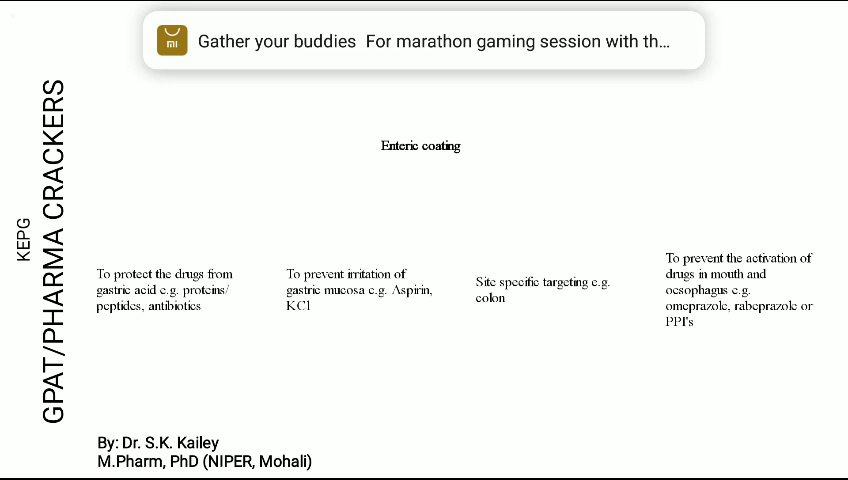 mi
Gather your buddies For marathon gaming session with th...
KEPG
GPAT/PHARMA CRACKERS
Enteric coating
To protect the drugs from
gastric acid e.g. proteins/
peptides, antibiotics
To prevent irritation of
gastric mucosa e.g. Aspirin,
KCl
Site specific targeting e.g.
colon
To prevent the activation of
drugs in mouth and
oesophagus e.g.
omeprazole, rabeprazole or
PPI's
By: Dr. S.K. Kailey
M.Pharm, PhD (NIPER, Mohali)